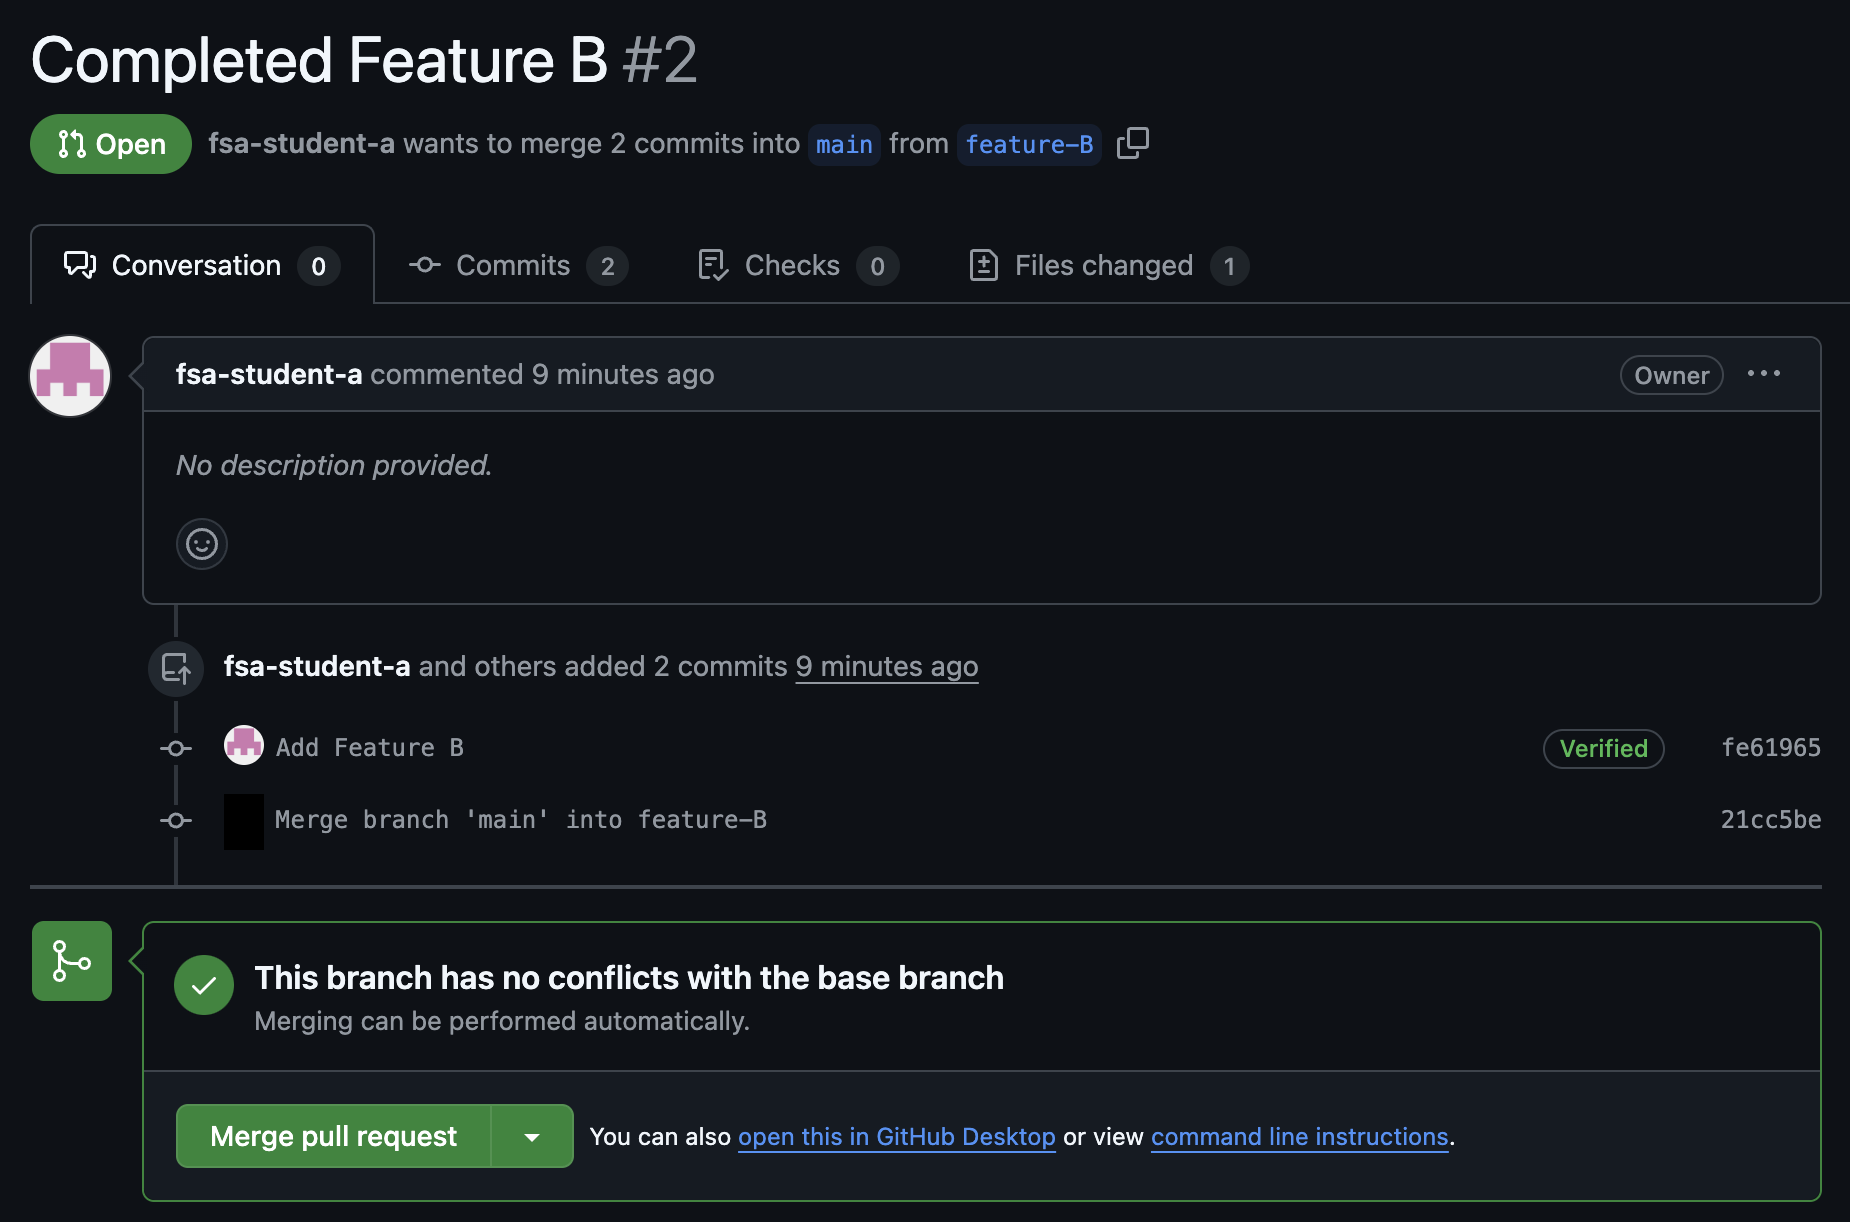 Completed Feature B #2
Open fsa-student-a wants to merge 2 commits into main from feature-B
Conversation 0 Commits 2 Checks 0 Files changed 1
fsa-student-a commented 9 minutes ago Owner
No description provided.
fsa-student-a and others added 2 commits 9 minutes ago
Add Feature B Verified fe61965
Merge branch 'main' into feature-B 21cc5be
This branch has no conflicts with the base branch
Merging can be performed automatically.
Merge pull request You can also open this in GitHub Desktop or view command line instructions.